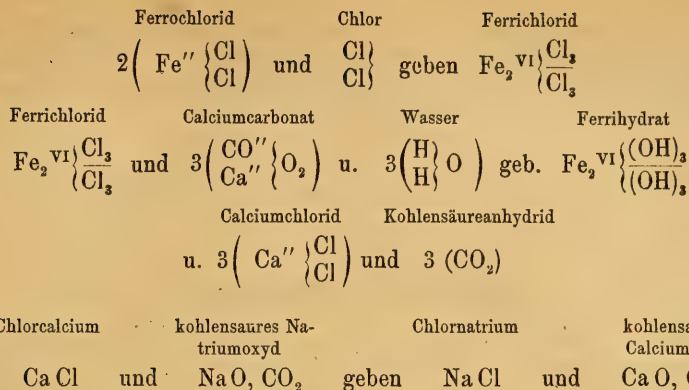 Ferrochlorid Chlor Ferrichlorid
2( Fe″ {Cl Cl) und Cl Cl} geben Fe₂ⱽᴵ{Cl₃ Cl₃
Ferrichlorid Calciumcarbonat Wasser Ferrihydrat
Fe₂ⱽᴵ{Cl₃ Cl₃ und 3(CO″ Ca″ {O₂) u. 3(H H} O ) geb. Fe₂ⱽᴵ{(OH)₃ (OH)₃
Calciumchlorid Kohlensäureanhydrid
u. 3( Ca″ {Cl Cl) und 3 (CO₂)
Chlorcalcium kohlensaures Na- Chlornatrium
triumoxyd
Ca Cl und Na O, CO₂ geben Na Cl und Ca O,